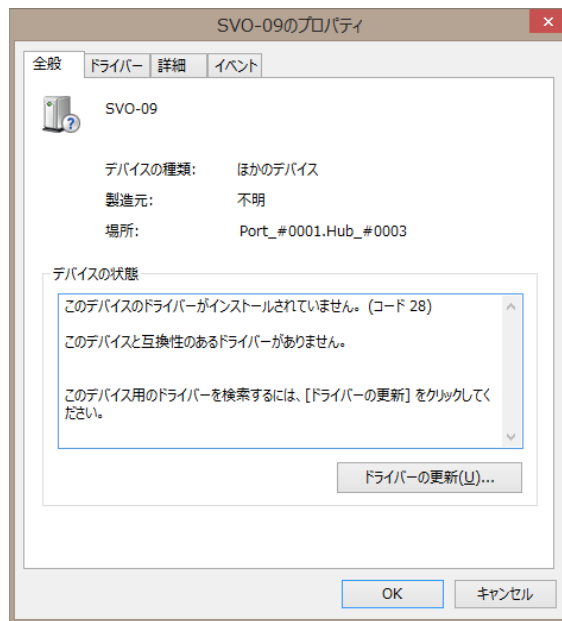 SVO-09のプロパティ
全般 ドライバー 詳細 イベント
SVO-09
デバイスの種類: ほかのデバイス
製造元: 不明
場所: Port_#0001.Hub_#0003
デバイスの状態
このデバイスのドライバーがインストールされていません。(コード 28)
このデバイスと互換性のあるドライバーがありません。
このデバイス用のドライバーを検索するには、[ドライバーの更新] をクリックしてく
ださい。
ドライバーの更新(U)...
OK キャンセル